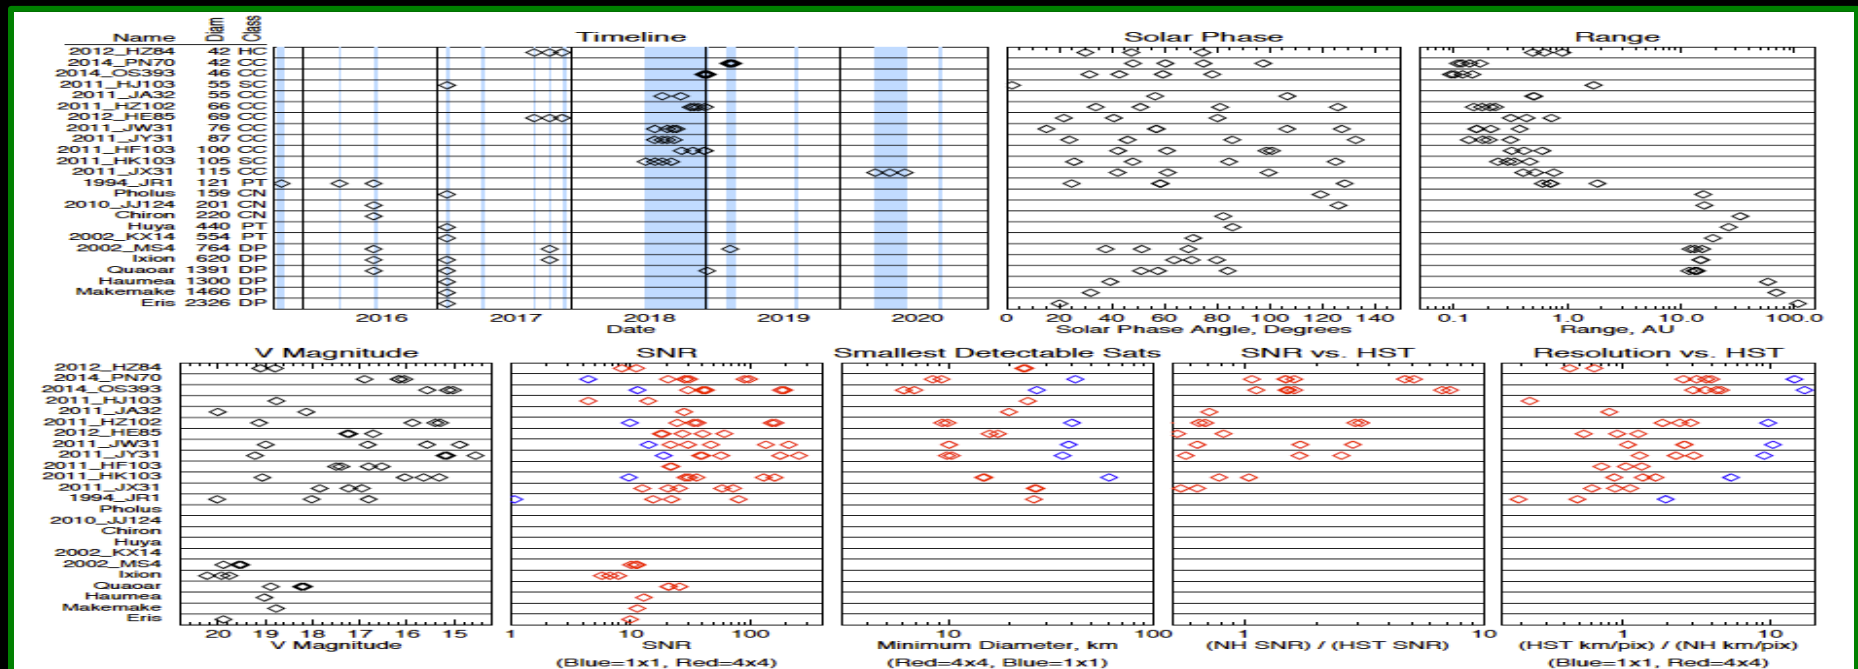 Name Diam Class Timeline Solar Phase Range
2012_HZ84 42 HC
2014_PN70 42 CC
2014_OS393 46 CC
2011_HJ103 55 SC
2011_JA32 55 CC
2011_HZ102 66 CC
2012_HE85 69 CC
2011_JW31 76 CC
2011_JY31 87 CC
2011_HF103 100 CC
2011_HK103 105 SC
2011_JX31 115 CC
1994_JR1 121 PT
Pholus 159 CN
2010_JJ124 201 CN
Chiron 220 CN
Huya 440 PT
2002_KX14 554 PT
2002_MS4 764 DP
Ixion 620 DP
Quaoar 1391 DP
Haumea 1300 DP
Makemake 1460 DP
Eris 2326 DP
2016 2017 2018 2019 2020 0 20 40 60 80 100 120 140 0.1 1.0 10.0 100.0
Date Solar Phase Angle, Degrees Range, AU
V Magnitude SNR Smallest Detectable Sats SNR vs. HST Resolution vs. HST
2012_HZ84
2014_PN70
2014_OS393
2011_HJ103
2011_JA32
2011_HZ102
2012_HE85
2011_JW31
2011_JY31
2011_HF103
2011_HK103
2011_JX31
1994_JR1
Pholus
2010_JJ124
Chiron
Huya
2002_KX14
2002_MS4
Ixion
Quaoar
Haumea
Makemake
Eris
20 19 18 17 16 15 1 10 100 10 100 1 10 1 10
V Magnitude SNR Minimum Diameter, km (NH SNR) / (HST SNR) (HST km/pix) / (NH km/pix)
(Blue=1x1, Red=4x4) (Red=4x4, Blue=1x1) (Blue=1x1, Red=4x4)